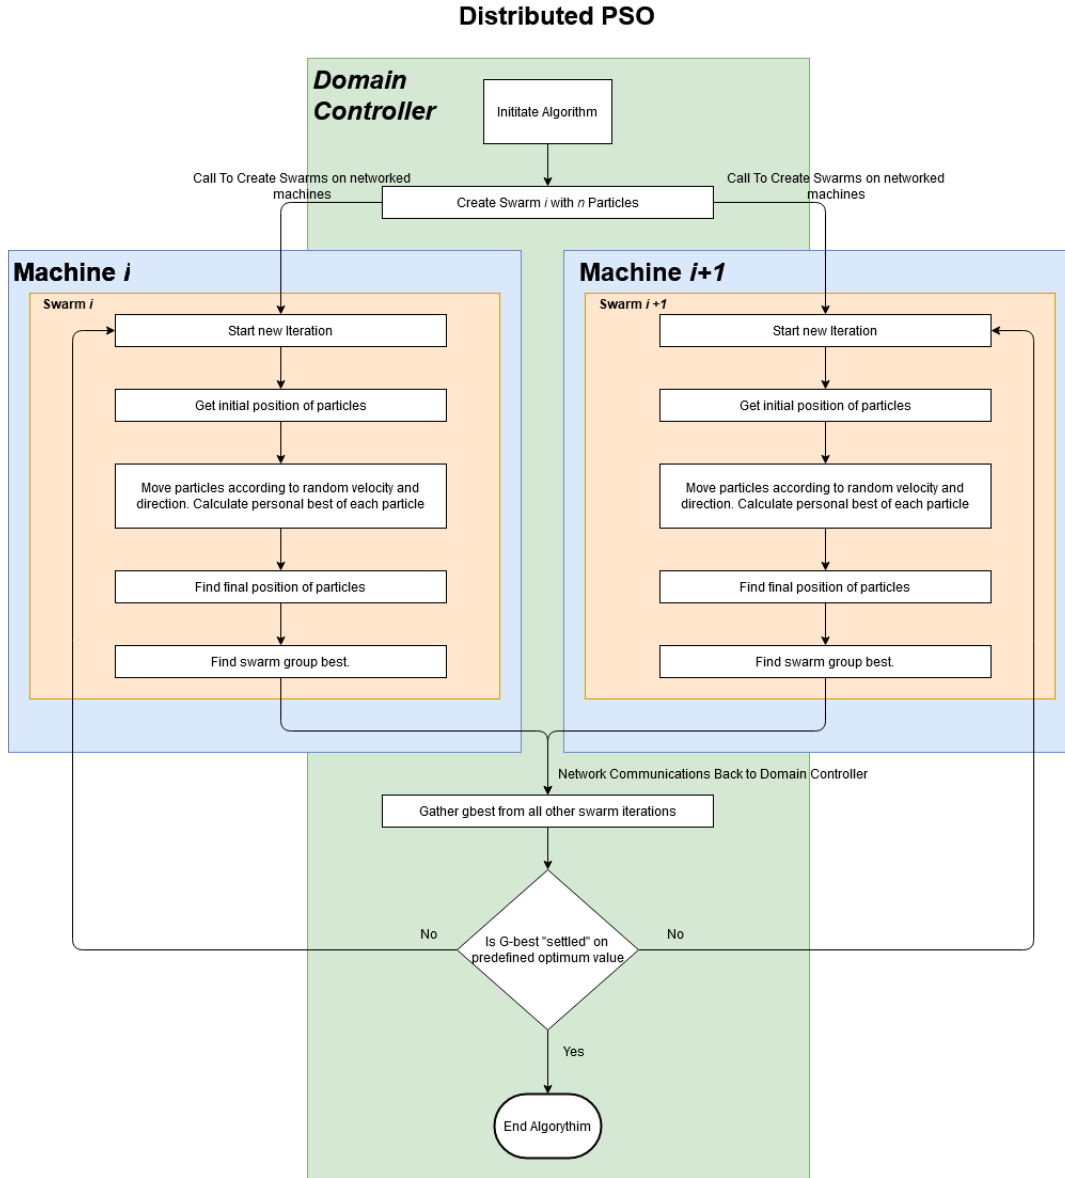 Distributed PSO
Domain
Controller
Inititate Algorithm
Call To Create Swarms on networked
machines
Call To Create Swarms on networked
machines
Create Swarm i with n Particles
Machine i
Swarm i
Start new Iteration
Get initial position of particles
Move particles according to random velocity and
direction. Calculate personal best of each particle
Find final position of particles
Find swarm group best.
Machine i+1
Swarm i +1
Start new Iteration
Get initial position of particles
Move particles according to random velocity and
direction. Calculate personal best of each particle
Find final position of particles
Find swarm group best.
Network Communications Back to Domain Controller
Gather gbest from all other swarm iterations
No
Is G-best "settled" on
predefined optimum value
No
Yes
End Algorythim